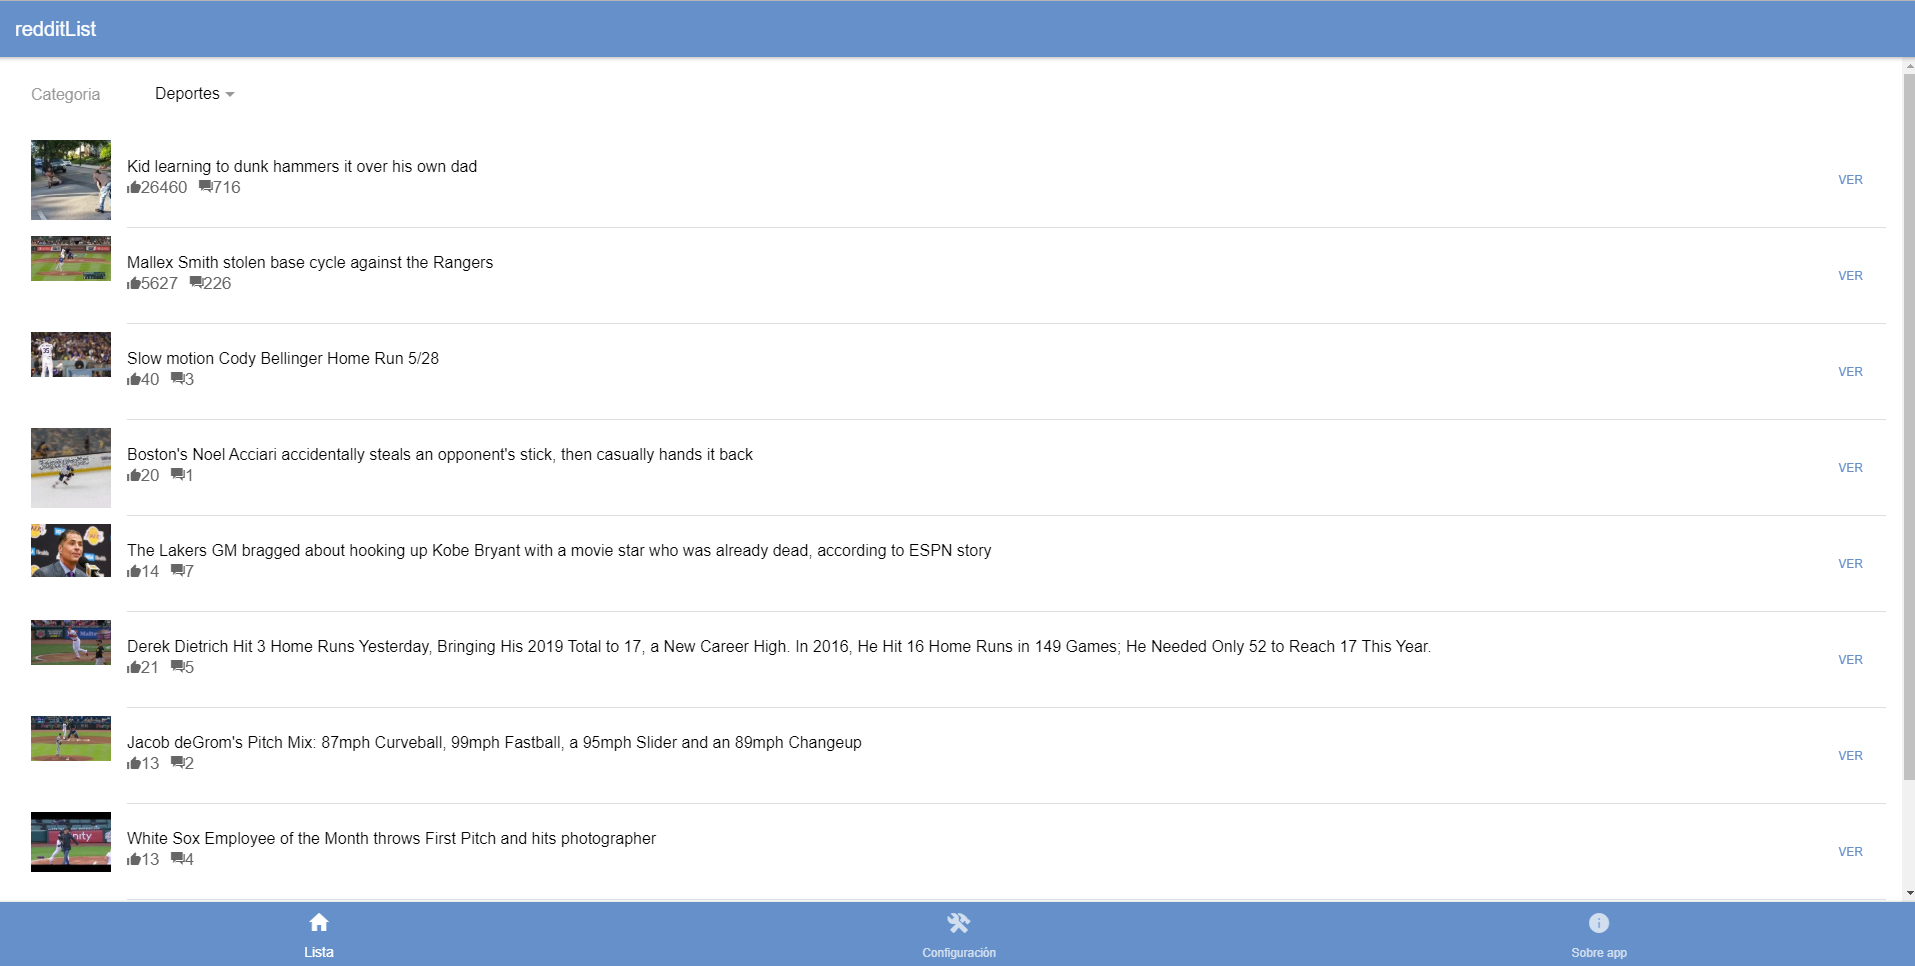 redditList
Categoria Deportes
Kid learning to dunk hammers it over his own dad
26460 716
VER
Mallex Smith stolen base cycle against the Rangers
5627 226
VER
Slow motion Cody Bellinger Home Run 5/28
40 3
VER
Boston's Noel Acciari accidentally steals an opponent's stick, then casually hands it back
20 1
VER
The Lakers GM bragged about hooking up Kobe Bryant with a movie star who was already dead, according to ESPN story
14 7
VER
Derek Dietrich Hit 3 Home Runs Yesterday, Bringing His 2019 Total to 17, a New Career High. In 2016, He Hit 16 Home Runs in 149 Games; He Needed Only 52 to Reach 17 This Year.
21 5
VER
Jacob deGrom's Pitch Mix: 87mph Curveball, 99mph Fastball, a 95mph Slider and an 89mph Changeup
13 2
VER
White Sox Employee of the Month throws First Pitch and hits photographer
13 4
VER
Lista
Configuración
Sobre app